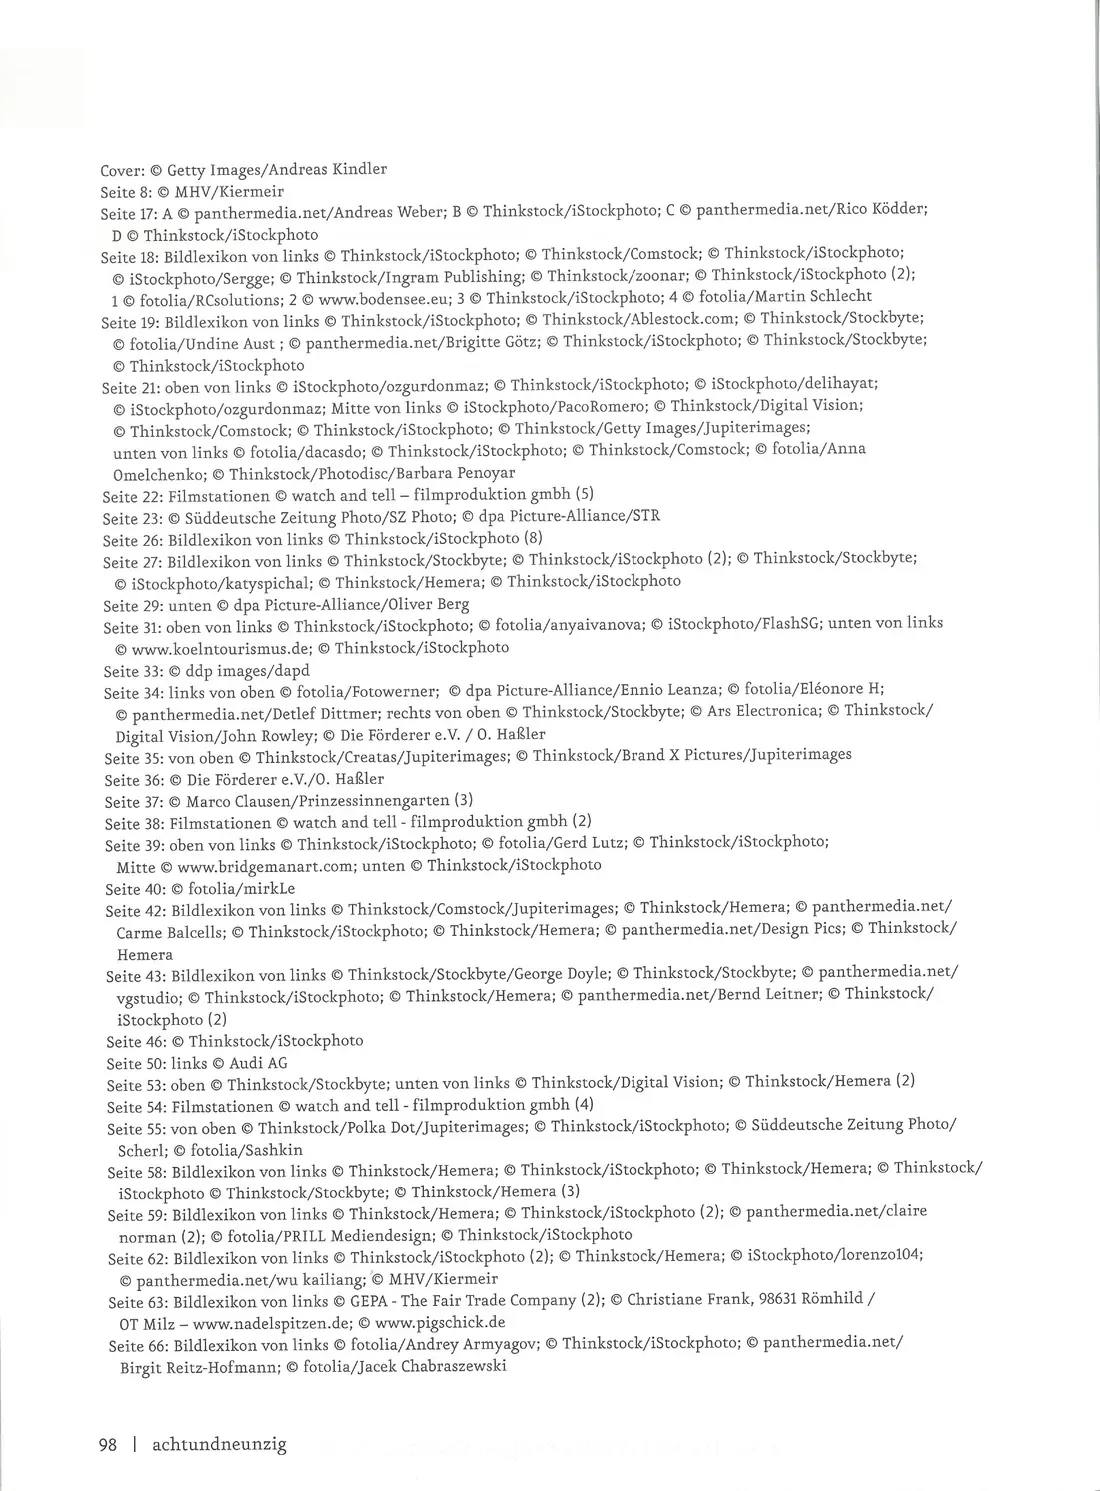 Cover: © Getty Images/Andreas Kindler
Seite 8: © MHV/Kiermeir
Seite 17: A © panthermedia.net/Andreas Weber; B © Thinkstock/iStockphoto; C © panthermedia.net/Rico Ködder;
D © Thinkstock/iStockphoto
Seite 18: Bildlexikon von links © Thinkstock/iStockphoto; © Thinkstock/Comstock; © Thinkstock/iStockphoto;
© iStockphoto/Sergge; © Thinkstock/Ingram Publishing; © Thinkstock/zoonar; © Thinkstock/iStockphoto (2);
1 © fotolia/RCsolutions; 2 © www.bodensee.eu; 3 © Thinkstock/iStockphoto; 4 © fotolia/Martin Schlecht
Seite 19: Bildlexikon von links © Thinkstock/iStockphoto; © Thinkstock/Ablestock.com; © Thinkstock/Stockbyte;
© fotolia/Undine Aust ; © panthermedia.net/Brigitte Götz; © Thinkstock/iStockphoto; © Thinkstock/Stockbyte;
© Thinkstock/iStockphoto
Seite 21: oben von links © iStockphoto/ozgurdonmaz; © Thinkstock/iStockphoto; © iStockphoto/delihayat;
© iStockphoto/ozgurdonmaz; Mitte von links © iStockphoto/PacoRomero; © Thinkstock/Digital Vision;
© Thinkstock/Comstock; © Thinkstock/iStockphoto; © Thinkstock/Getty Images/Jupiterimages;
unten von links © fotolia/dacasdo; © Thinkstock/iStockphoto; © Thinkstock/Comstock; © fotolia/Anna
Omelchenko; © Thinkstock/Photodisc/Barbara Penoyar
Seite 22: Filmstationen © watch and tell – filmproduktion gmbh (5)
Seite 23: © Süddeutsche Zeitung Photo/SZ Photo; © dpa Picture-Alliance/STR
Seite 26: Bildlexikon von links © Thinkstock/iStockphoto (8)
Seite 27: Bildlexikon von links © Thinkstock/Stockbyte; © Thinkstock/iStockphoto (2); © Thinkstock/Stockbyte;
© iStockphoto/katyspichal; © Thinkstock/Hemera; © Thinkstock/iStockphoto
Seite 29: unten © dpa Picture-Alliance/Oliver Berg
Seite 31: oben von links © Thinkstock/iStockphoto; © fotolia/anyaivanova; © iStockphoto/FlashSG; unten von links
© www.koelntourismus.de; © Thinkstock/iStockphoto
Seite 33: © ddp images/dapd
Seite 34: links von oben © fotolia/Fotowerner; © dpa Picture-Alliance/Ennio Leanza; © fotolia/Eléonore H;
© panthermedia.net/Detlef Dittmer; rechts von oben © Thinkstock/Stockbyte; © Ars Electronica; © Thinkstock/
Digital Vision/John Rowley; © Die Förderer e.V. / O. Haßler
Seite 35: von oben © Thinkstock/Creatas/Jupiterimages; © Thinkstock/Brand X Pictures/Jupiterimages
Seite 36: © Die Förderer e.V./O. Haßler
Seite 37: © Marco Clausen/Prinzessinnengarten (3)
Seite 38: Filmstationen © watch and tell - filmproduktion gmbh (2)
Seite 39: oben von links © Thinkstock/iStockphoto; © fotolia/Gerd Lutz; © Thinkstock/iStockphoto;
Mitte © www.bridgemanart.com; unten © Thinkstock/iStockphoto
Seite 40: © fotolia/mirkLe
Seite 42: Bildlexikon von links © Thinkstock/Comstock/Jupiterimages; © Thinkstock/Hemera; © panthermedia.net/
Carme Balcells; © Thinkstock/iStockphoto; © Thinkstock/Hemera; © panthermedia.net/Design Pics; © Thinkstock/
Hemera
Seite 43: Bildlexikon von links © Thinkstock/Stockbyte/George Doyle; © Thinkstock/Stockbyte; © panthermedia.net/
vgstudio; © Thinkstock/iStockphoto; © Thinkstock/Hemera; © panthermedia.net/Bernd Leitner; © Thinkstock/
iStockphoto (2)
Seite 46: © Thinkstock/iStockphoto
Seite 50: links © Audi AG
Seite 53: oben © Thinkstock/Stockbyte; unten von links © Thinkstock/Digital Vision; © Thinkstock/Hemera (2)
Seite 54: Filmstationen © watch and tell - filmproduktion gmbh (4)
Seite 55: von oben © Thinkstock/Polka Dot/Jupiterimages; © Thinkstock/iStockphoto; © Süddeutsche Zeitung Photo/
Scherl; © fotolia/Sashkin
Seite 58: Bildlexikon von links © Thinkstock/Hemera; © Thinkstock/iStockphoto; © Thinkstock/Hemera; © Thinkstock/
iStockphoto © Thinkstock/Stockbyte; © Thinkstock/Hemera (3)
Seite 59: Bildlexikon von links © Thinkstock/Hemera; © Thinkstock/iStockphoto (2); © panthermedia.net/claire
norman (2); © fotolia/PRILL Mediendesign; © Thinkstock/iStockphoto
Seite 62: Bildlexikon von links © Thinkstock/iStockphoto (2); © Thinkstock/Hemera; © iStockphoto/lorenzo104;
© panthermedia.net/wu kailiang; © MHV/Kiermeir
Seite 63: Bildlexikon von links © GEPA - The Fair Trade Company (2); © Christiane Frank, 98631 Römhild /
OT Milz – www.nadelspitzen.de; © www.pigschick.de
Seite 66: Bildlexikon von links © fotolia/Andrey Armyagov; © Thinkstock/iStockphoto; © panthermedia.net/
Birgit Reitz-Hofmann; © fotolia/Jacek Chabraszewski
98 | achtundneunzig